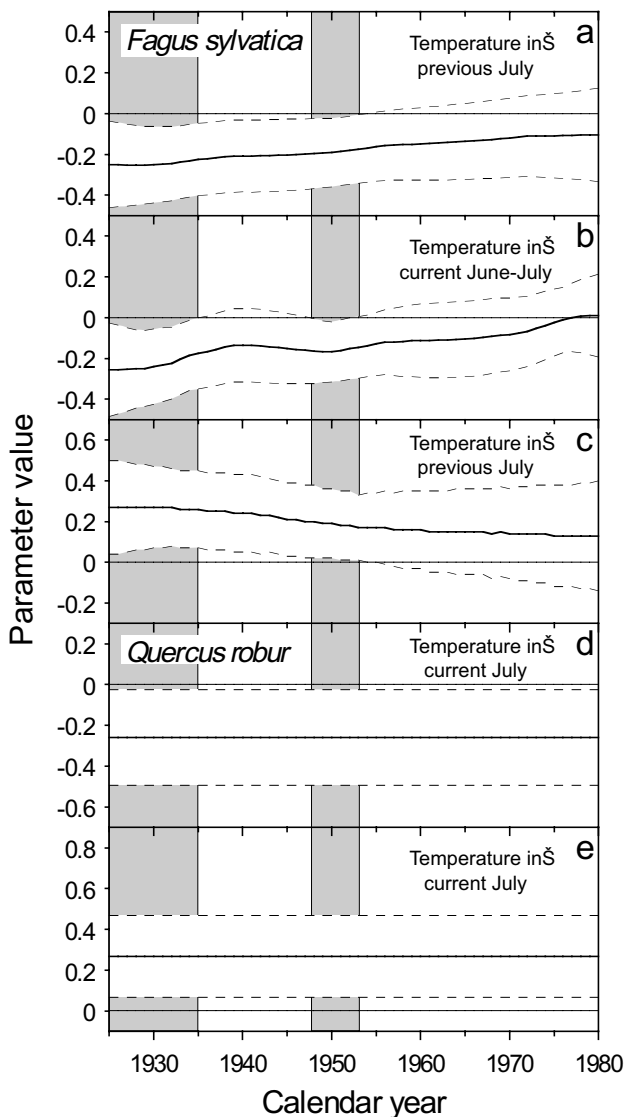 Parameter value
0.4
0.2
0
-0.2
-0.4
Fagus sylvatica
Temperature inŠ
previous July
a
0.4
0.2
0
-0.2
-0.4
Temperature inŠ
current June-July
b
0.6
0.4
0.2
0
-0.2
Temperature inŠ
previous July
c
0.2
0
-0.2
-0.4
-0.6
Quercus robur
Temperature inŠ
current July
d
0.8
0.6
0.4
0.2
0
Temperature inŠ
current July
e
1930 1940 1950 1960 1970 1980
Calendar year